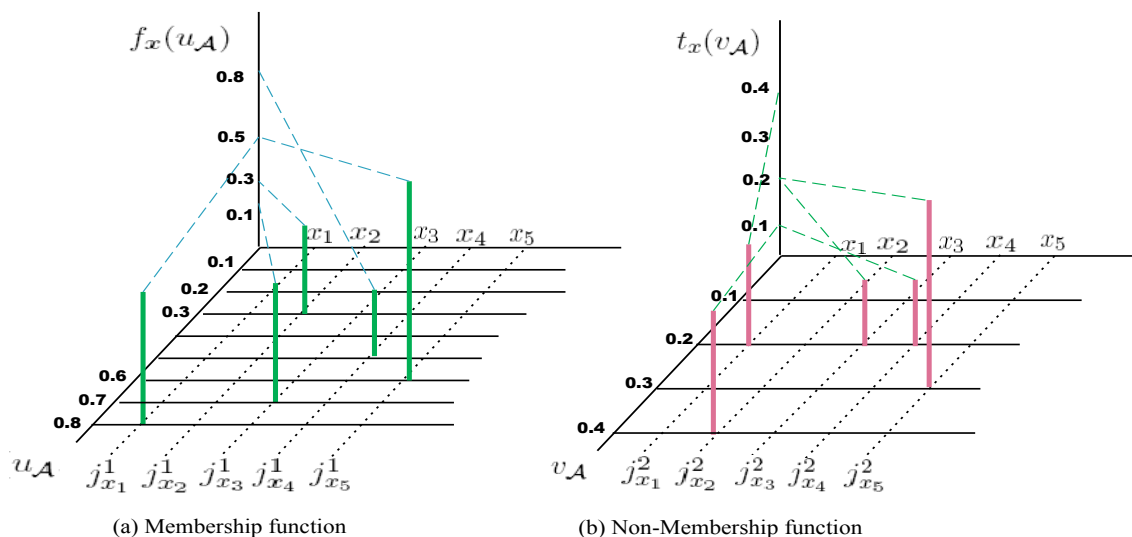 f_x(u_𝓐)
0.8
0.5
0.3
0.1
x_1 x_2 x_3 x_4 x_5
0.1
0.2
0.3
0.6
0.7
0.8
u_𝓐 j^1_{x_1} j^1_{x_2} j^1_{x_3} j^1_{x_4} j^1_{x_5}
(a) Membership function
t_x(v_𝓐)
0.4
0.3
0.2
0.1
x_1 x_2 x_3 x_4 x_5
0.1
0.2
0.3
0.4
v_𝓐 j^2_{x_1} j^2_{x_2} j^2_{x_3} j^2_{x_4} j^2_{x_5}
(b) Non-Membership function